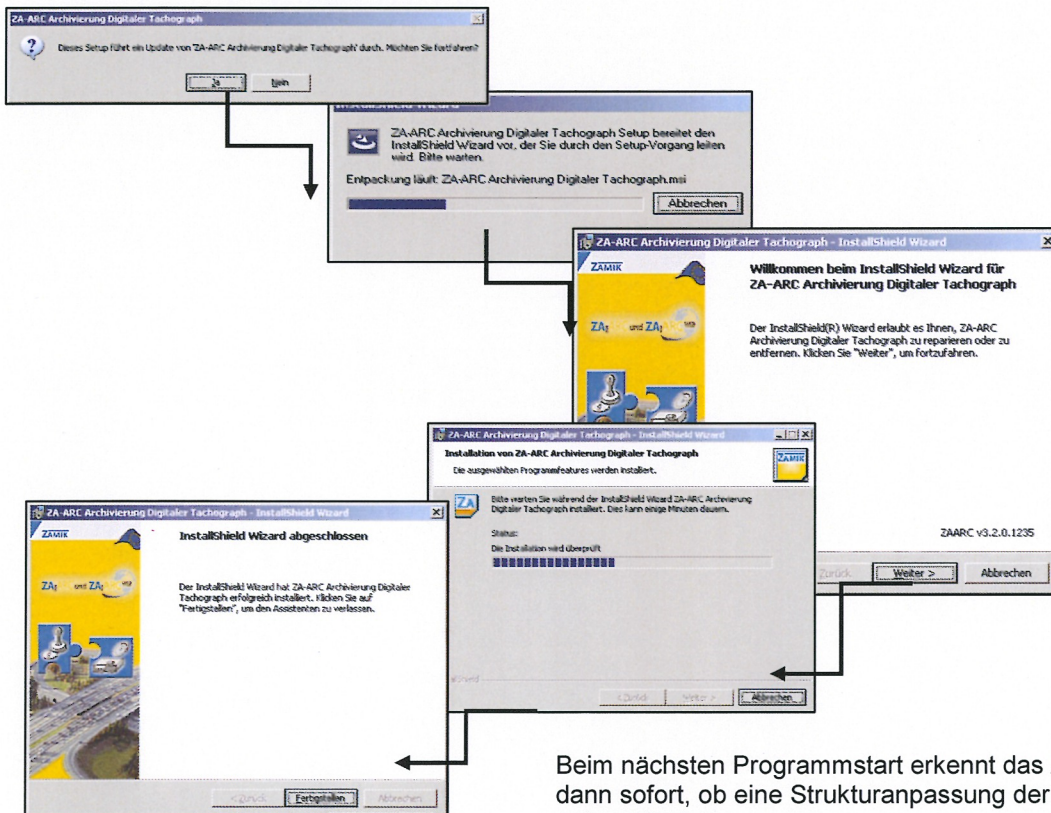 ZA-ARC Archivierung Digitaler Tachograph
Dieses Setup führt ein Update von 'ZA-ARC Archivierung Digitaler Tachograph' durch. Möchten Sie fortfahren?
Ja Nein
InstallShield Wizard
ZA-ARC Archivierung Digitaler Tachograph Setup bereitet den
InstallShield Wizard vor, der Sie durch den Setup-Vorgang leiten
wird. Bitte warten.
Entpackung läuft: ZA-ARC Archivierung Digitaler Tachograph.msi
Abbrechen
ZA-ARC Archivierung Digitaler Tachograph - InstallShield Wizard
ZAMIK
Willkommen beim InstallShield Wizard für
ZA-ARC Archivierung Digitaler Tachograph
ZA und ZA
Der InstallShield(R) Wizard erlaubt es Ihnen, ZA-ARC
Archivierung Digitaler Tachograph zu reparieren oder zu
entfernen. Klicken Sie "Weiter", um fortzufahren.
ZAARC v3.2.0.1235
Zurück Weiter > Abbrechen
ZA-ARC Archivierung Digitaler Tachograph - InstallShield Wizard
Installation von ZA-ARC Archivierung Digitaler Tachograph
Die ausgewählten Programmfeatures werden installiert.
ZAMIK
ZA
Bitte warten Sie während der InstallShield Wizard ZA-ARC Archivierung
Digitaler Tachograph installiert. Dies kann einige Minuten dauern.
Status:
Die Installation wird überprüft
< Zurück Weiter > Abbrechen
ZA-ARC Archivierung Digitaler Tachograph - InstallShield Wizard
ZAMIK
InstallShield Wizard abgeschlossen
ZA und ZA
Der InstallShield Wizard hat ZA-ARC Archivierung Digitaler
Tachograph erfolgreich installiert. Klicken Sie auf
"Fertigstellen", um den Assistenten zu verlassen.
< Zurück Fertigstellen Abbrechen
Beim nächsten Programmstart erkennt das
dann sofort, ob eine Strukturanpassung der